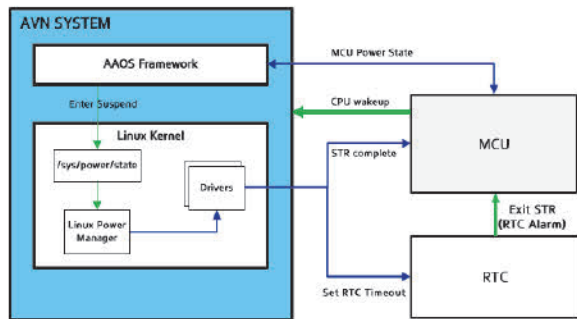 AVN SYSTEM
AAOS Framework
MCU Power State
Enter Suspend
CPU wakeup
Linux Kernel
MCU
/sys/power/state
STR complete
Drivers
Linux Power
Manager
Exit STR
(RTC Alarm)
Set RTC Timeout
RTC